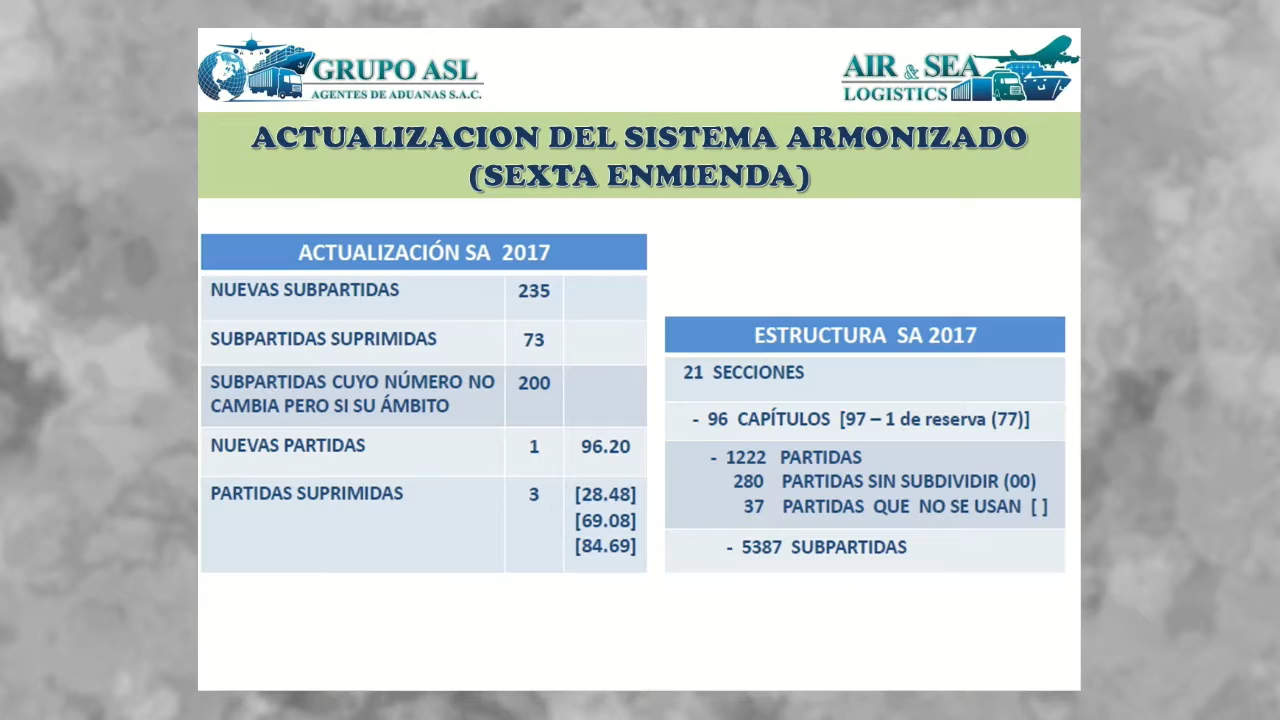 GRUPO ASL
AGENTES DE ADUANAS S.A.C.
AIR & SEA
LOGISTICS
ACTUALIZACION DEL SISTEMA ARMONIZADO
(SEXTA ENMIENDA)
ACTUALIZACIÓN SA 2017
NUEVAS SUBPARTIDAS 235
SUBPARTIDAS SUPRIMIDAS 73
SUBPARTIDAS CUYO NÚMERO NO 200
CAMBIA PERO SI SU ÁMBITO
NUEVAS PARTIDAS 1 96.20
PARTIDAS SUPRIMIDAS 3 [28.48]
[69.08]
[84.69]
ESTRUCTURA SA 2017
21 SECCIONES
- 96 CAPÍTULOS [97 – 1 de reserva (77)]
- 1222 PARTIDAS
280 PARTIDAS SIN SUBDIVIDIR (00)
37 PARTIDAS QUE NO SE USAN [ ]
- 5387 SUBPARTIDAS